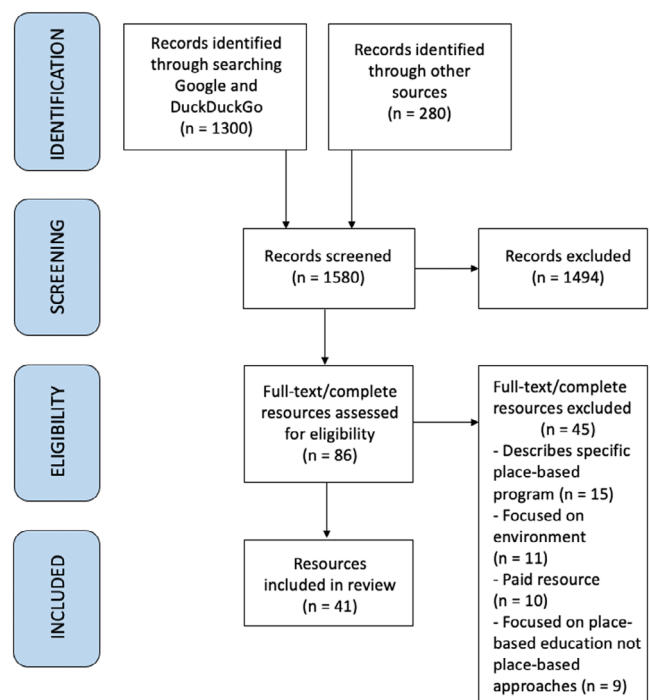 IDENTIFICATION
Records identified
through searching
Google and
DuckDuckGo
(n = 1300)
Records identified
through other
sources
(n = 280)
SCREENING
Records screened
(n = 1580)
Records excluded
(n = 1494)
ELIGIBILITY
Full-text/complete
resources assessed
for eligibility
(n = 86)
Full-text/complete
resources excluded
(n = 45)
- Describes specific
place-based
program (n = 15)
- Focused on
environment
(n = 11)
- Paid resource
(n = 10)
- Focused on place-
based education not
place-based
approaches (n = 9)
INCLUDED
Resources
included in review
(n = 41)